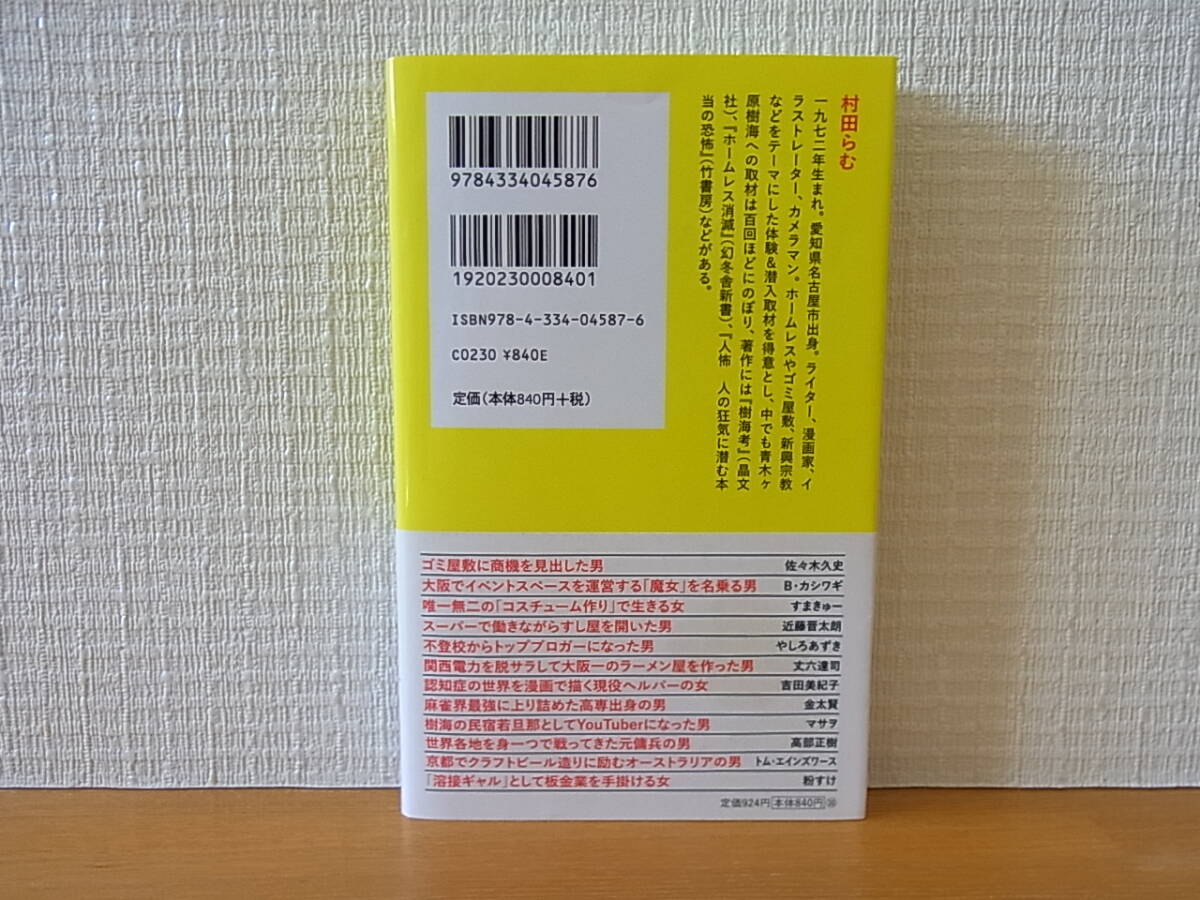 村田らむ
一九七二年生まれ。愛知県名古屋市出身。ライター、漫画家、イ
ラストレーター、カメラマン。ホームレスやゴミ屋敷、新興宗教
などをテーマにした体験&潜入取材を得意とし、中でも青木ヶ
原樹海への取材は百回ほどにのぼり、著作には『樹海考』(晶文
社)、『ホームレス消滅』(幻冬舎新書)、『人怖 人の狂気に潜む本
当の恐怖』(竹書房)などがある。
9784334045876
1920230008401
ISBN978-4-334-04587-6
C0230 ¥840E
定価(本体840円+税)
ゴミ屋敷に商機を見出した男 佐々木久史
大阪でイベントスペースを運営する「魔女」を名乗る男 B・カシワギ
唯一無二の「コスチューム作り」で生きる女 すまきゅー
スーパーで働きながらすし屋を開いた男 近藤晋太朗
不登校からトップブロガーになった男 やしろあずき
関西電力を脱サラして大阪一のラーメン屋を作った男 丈六達司
認知症の世界を漫画で描く現役ヘルパーの女 吉田美紀子
麻雀界最強に上り詰めた高専出身の男 金太賢
樹海の民宿若旦那としてYouTuberになった男 マサヲ
世界各地を身一つで戦ってきた元傭兵の男 高部正樹
京都でクラフトビール造りに励むオーストラリアの男 トム・エインズワース
「溶接ギャル」として板金業を手掛ける女 粉すけ
定価924円 本体840円 ⑩